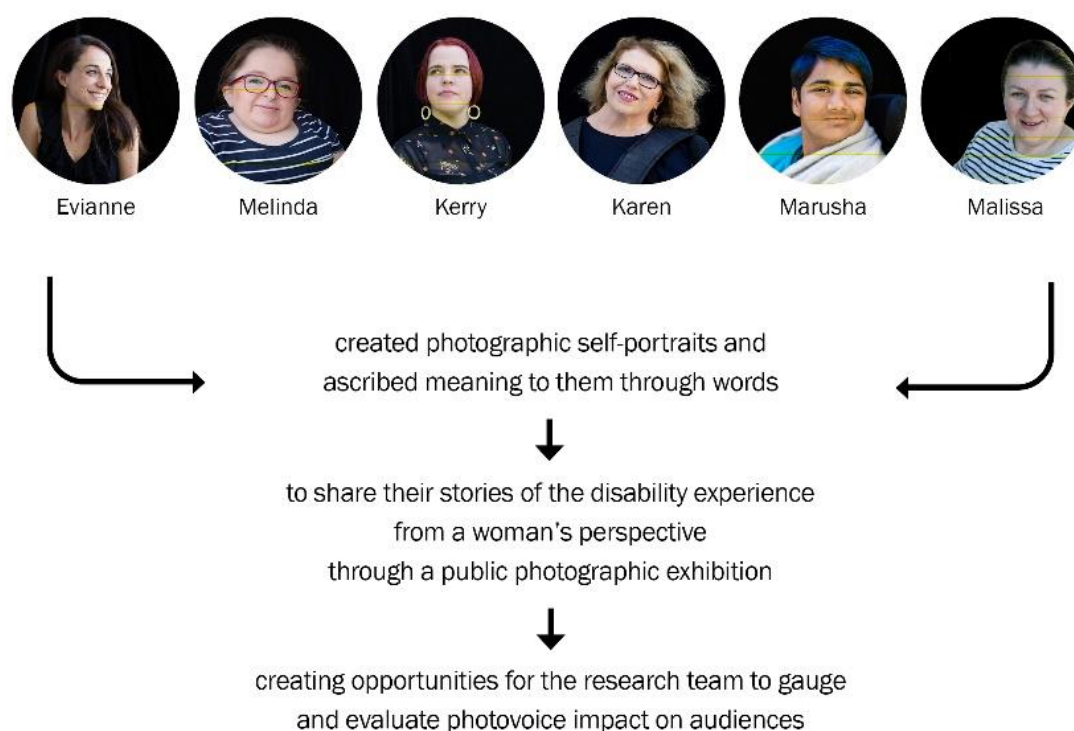 Evianne Melinda Kerry Karen Marusha Malissa
created photographic self-portraits and
ascribed meaning to them through words
to share their stories of the disability experience
from a woman's perspective
through a public photographic exhibition
creating opportunities for the research team to gauge
and evaluate photovoice impact on audiences